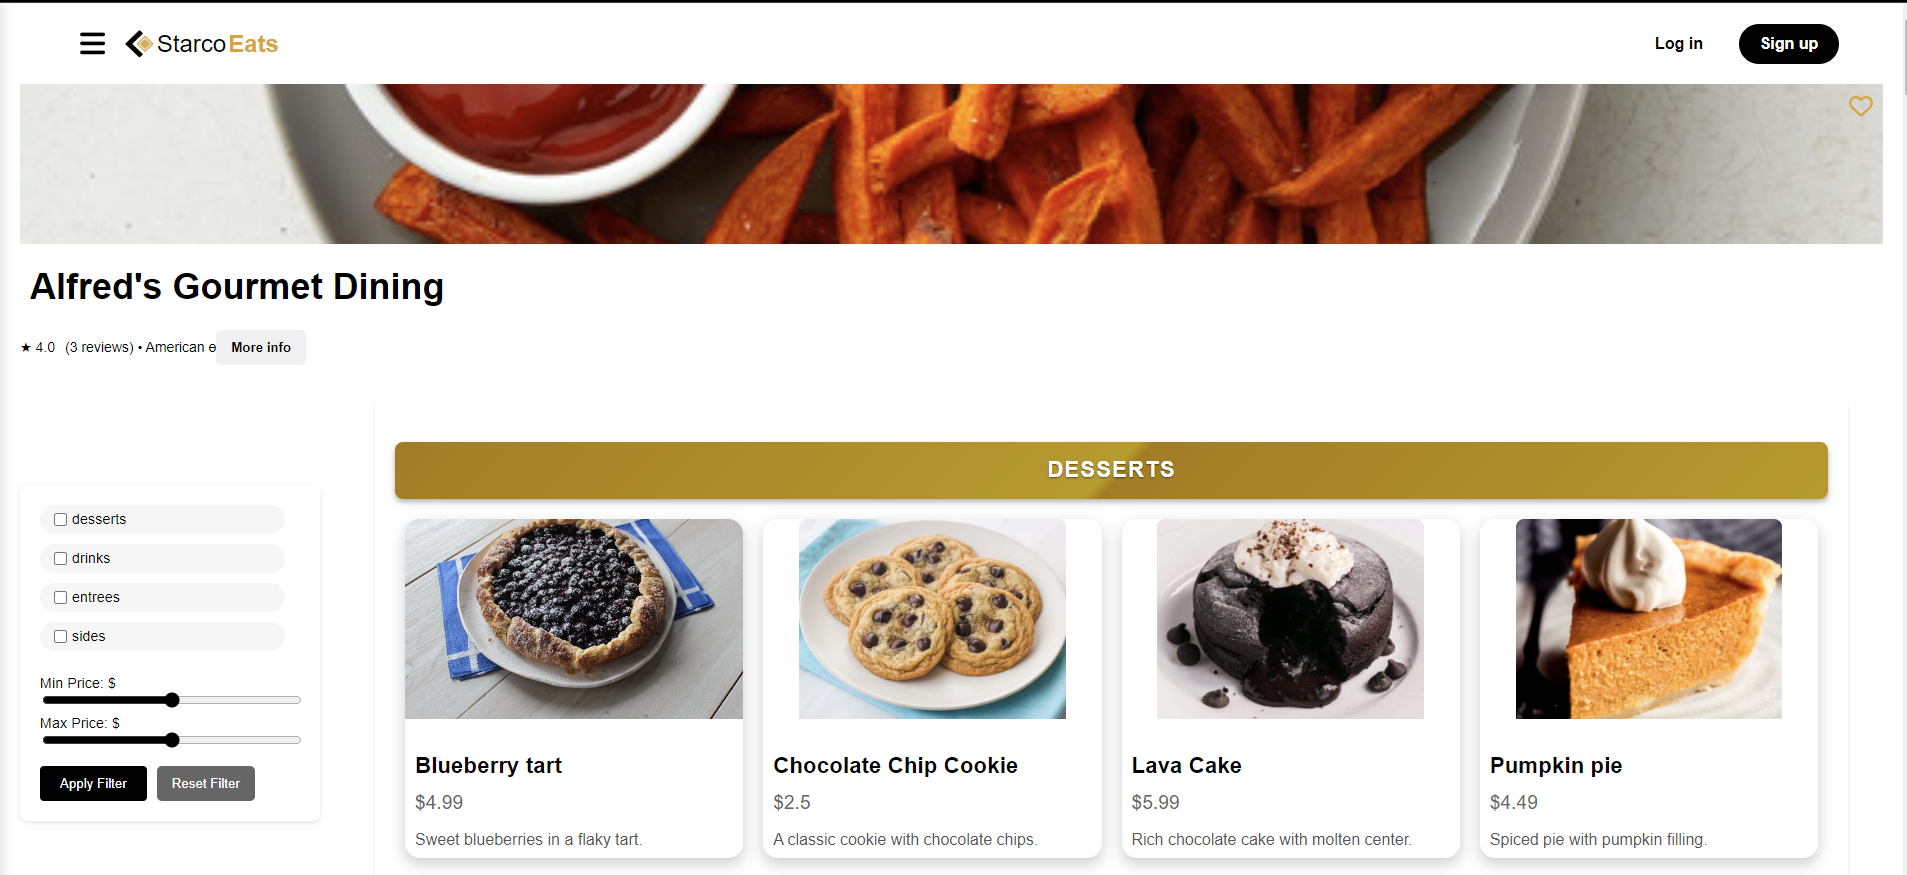 StarcoEats
Log in
Sign up
Alfred's Gourmet Dining
★ 4.0 (3 reviews) • American
More info
DESSERTS
desserts
drinks
entrees
sides
Min Price: $
Max Price: $
Apply Filter
Reset Filter
Blueberry tart
$4.99
Sweet blueberries in a flaky tart.
Chocolate Chip Cookie
$2.5
A classic cookie with chocolate chips.
Lava Cake
$5.99
Rich chocolate cake with molten center.
Pumpkin pie
$4.49
Spiced pie with pumpkin filling.